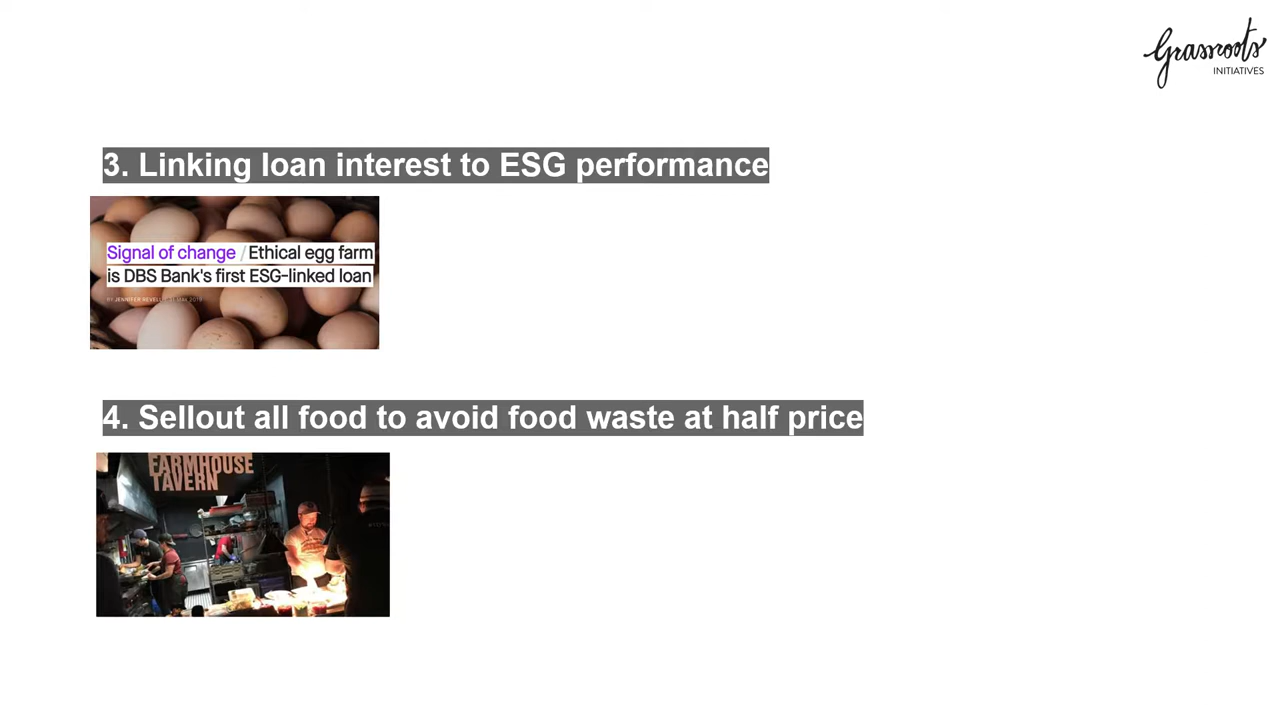 Grassroots
INITIATIVES
3. Linking loan interest to ESG performance
Signal of change / Ethical egg farm
is DBS Bank's first ESG-linked loan
4. Sellout all food to avoid food waste at half price
FARMHOUSE
TAVERN